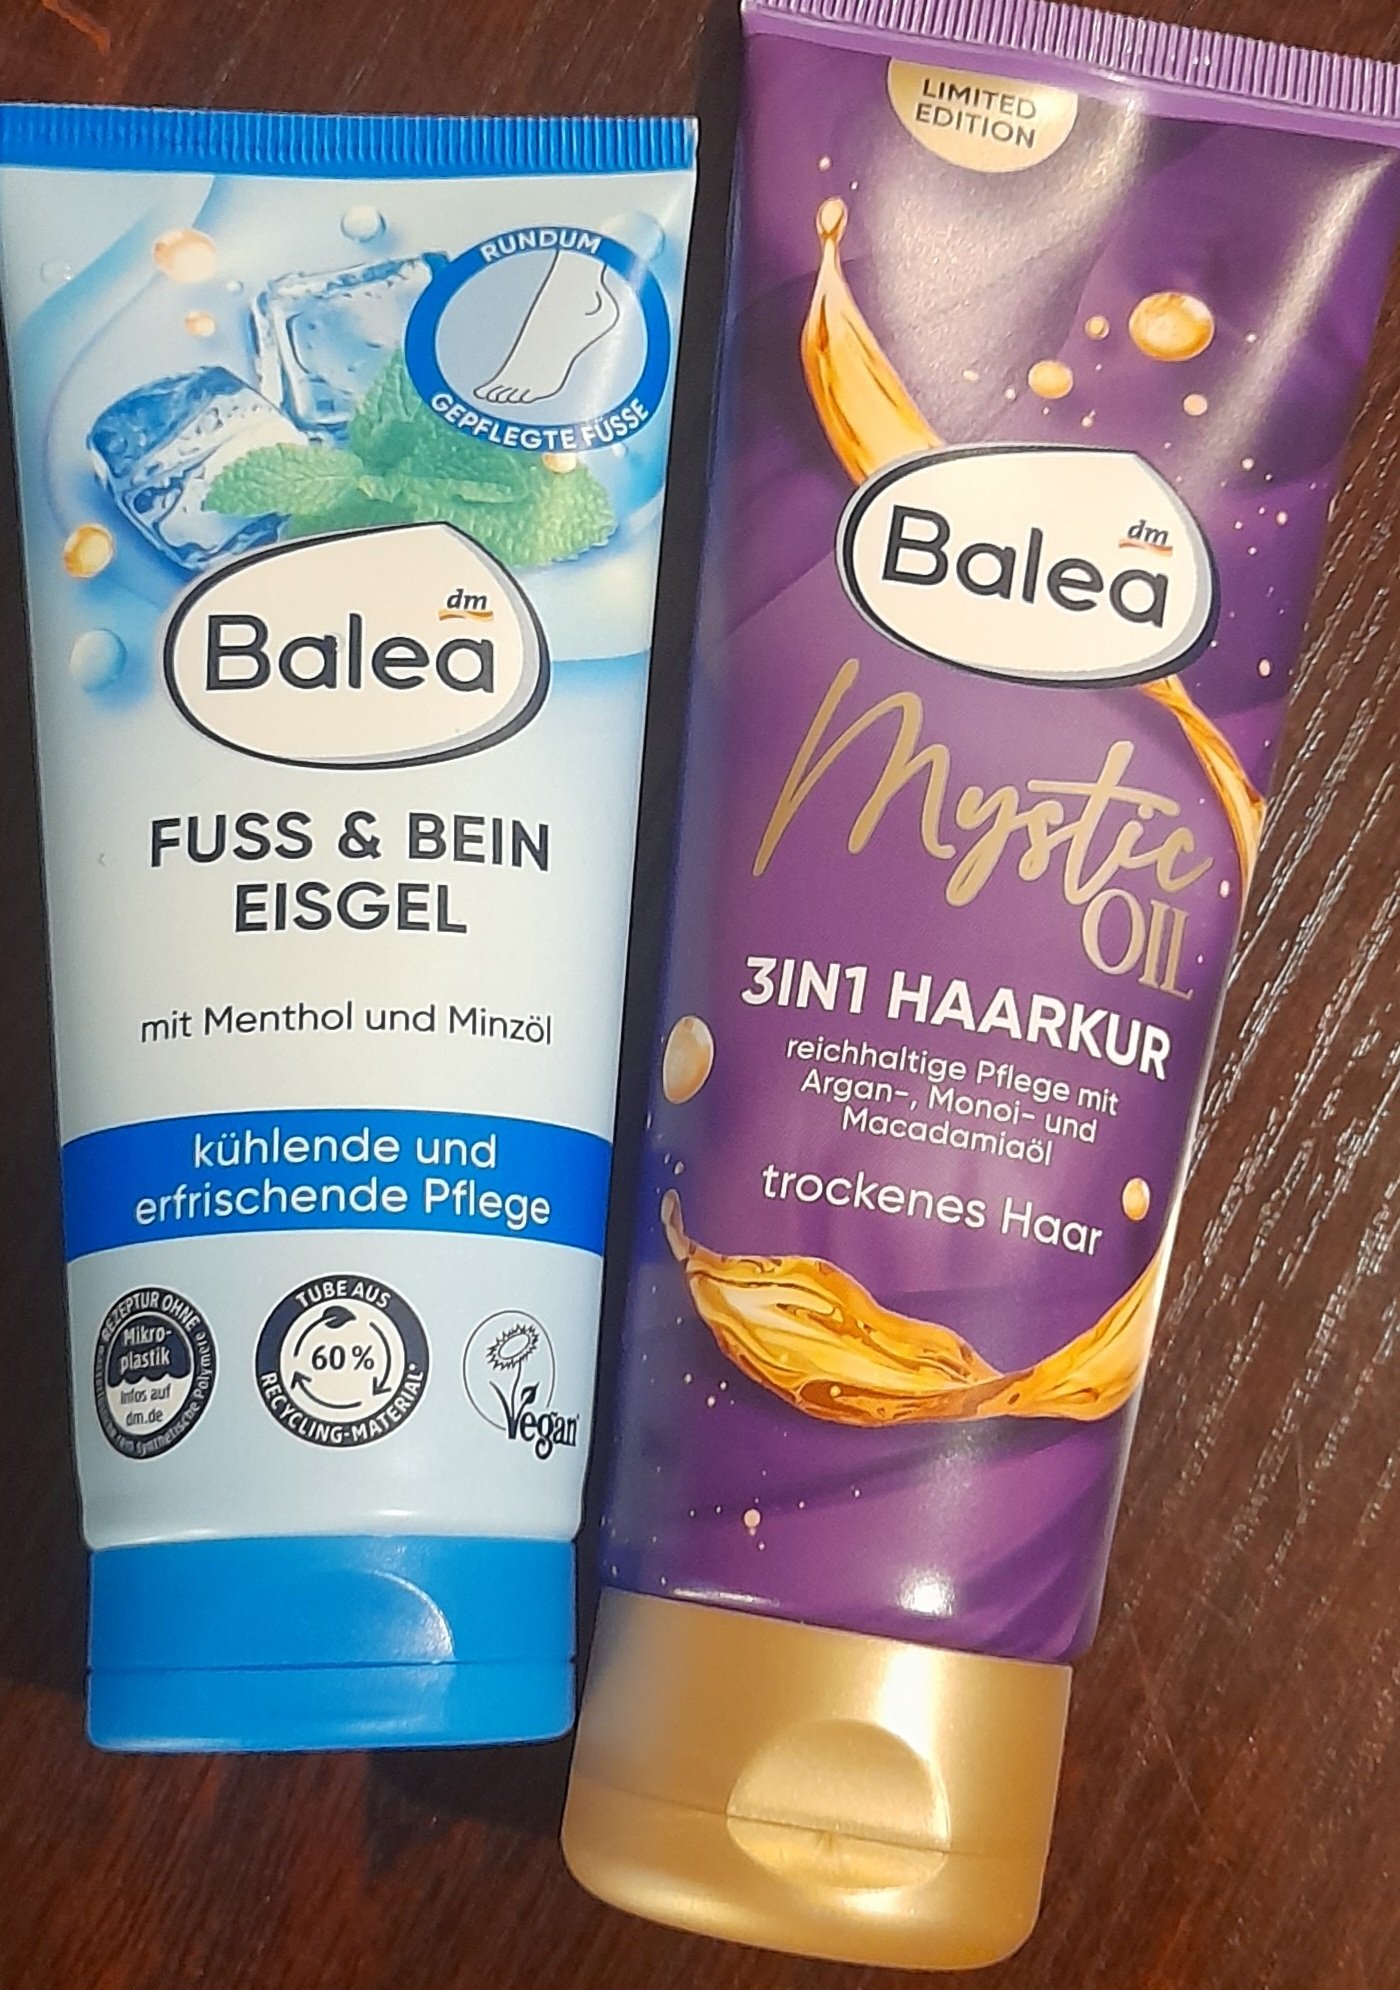 RUNDUM
GEPFLEGTE FÜSSE
dm
Balea
FUSS & BEIN
EISGEL
mit Menthol und Minzöl
kühlende und
erfrischende Pflege
REZEPTUR OHNE
Mikro-
plastik
Infos auf
dm.de
synthetische Polymere
TUBE AUS
60%
RECYCLING-MATERIAL*
Vegan
LIMITED
EDITION
dm
Balea
Mystic
OIL
3IN1 HAARKUR
reichhaltige Pflege mit
Argan-, Monoi- und
Macadamiaöl
trockenes Haar